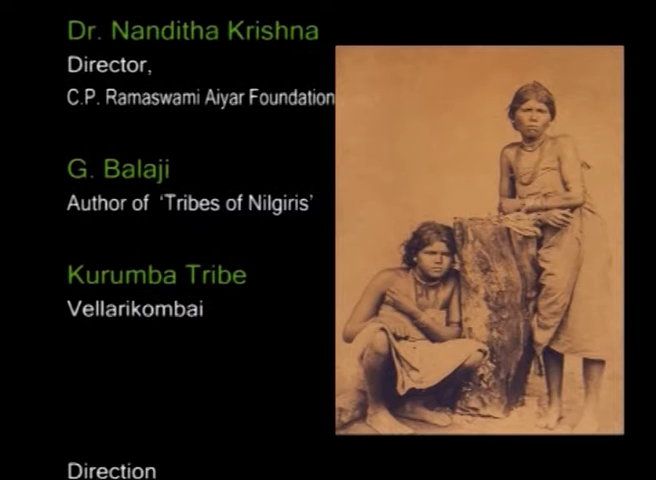 Dr. Nanditha Krishna
Director,
C.P. Ramaswami Aiyar Foundation
G. Balaji
Author of 'Tribes of Nilgiris'
Kurumba Tribe
Vellarikombai
Direction